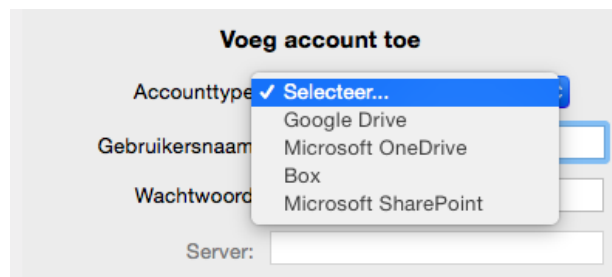 Voeg account toe
Accounttype ✓ Selecteer...
Google Drive
Gebruikersnaam
Microsoft OneDrive
Box
Wachtwoord
Microsoft SharePoint
Server: